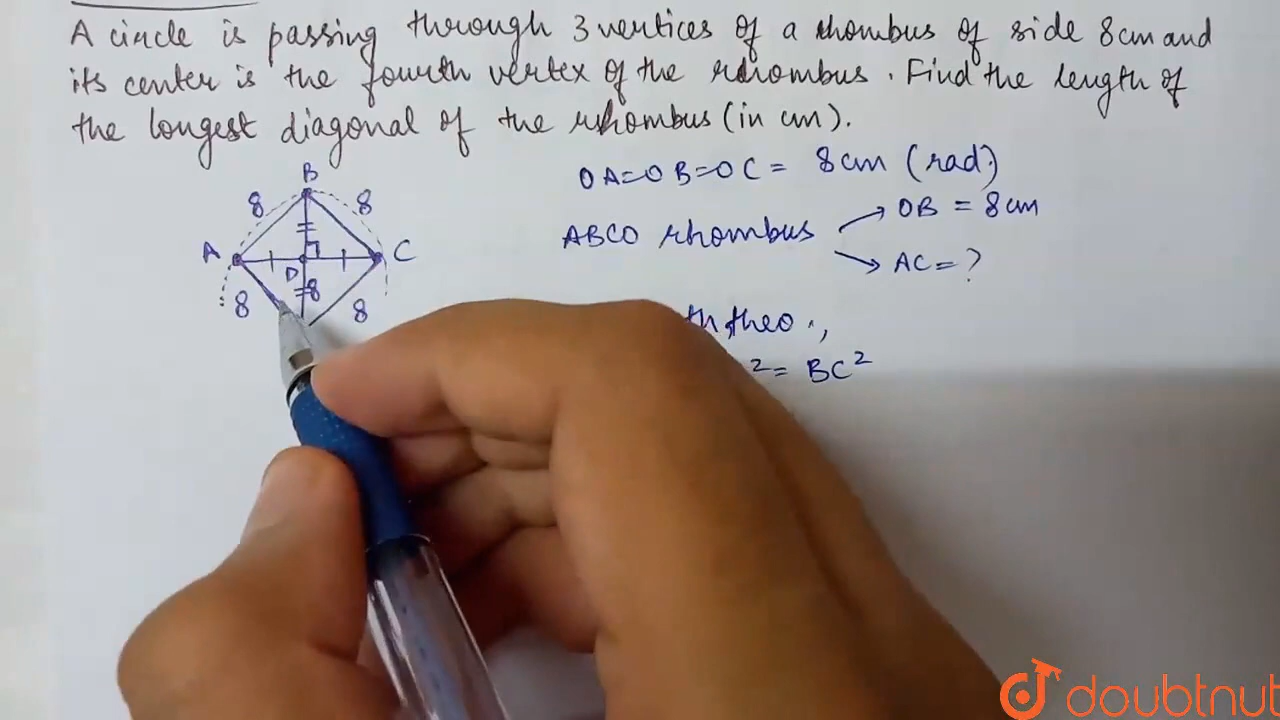 A circle is passing through 3 vertices of a rhombus of side 8cm and
its center is the fourth vertex of the rhombus. Find the length of
the longest diagonal of the rhombus (in cm).
B
8 8
A C
D
8
8 8
OA=OB=OC= 8cm (rad.)
ABCO rhombus
OB = 8cm
AC=?
th.theo.,
²= BC²
doubtnut